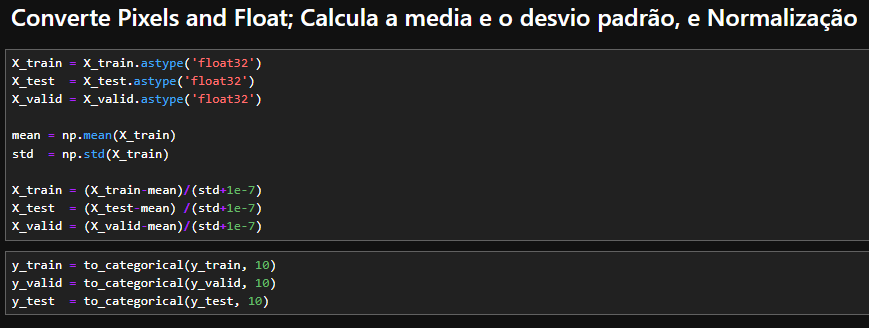 Converte Pixels and Float; Calcula a media e o desvio padrão, e Normalização
X_train = X_train.astype('float32')
X_test  = X_test.astype('float32')
X_valid = X_valid.astype('float32')
mean = np.mean(X_train)
std  = np.std(X_train)
X_train = (X_train-mean)/(std+1e-7)
X_test  = (X_test-mean) /(std+1e-7)
X_valid = (X_valid-mean)/(std+1e-7)
y_train = to_categorical(y_train, 10)
y_valid = to_categorical(y_valid, 10)
y_test  = to_categorical(y_test, 10)